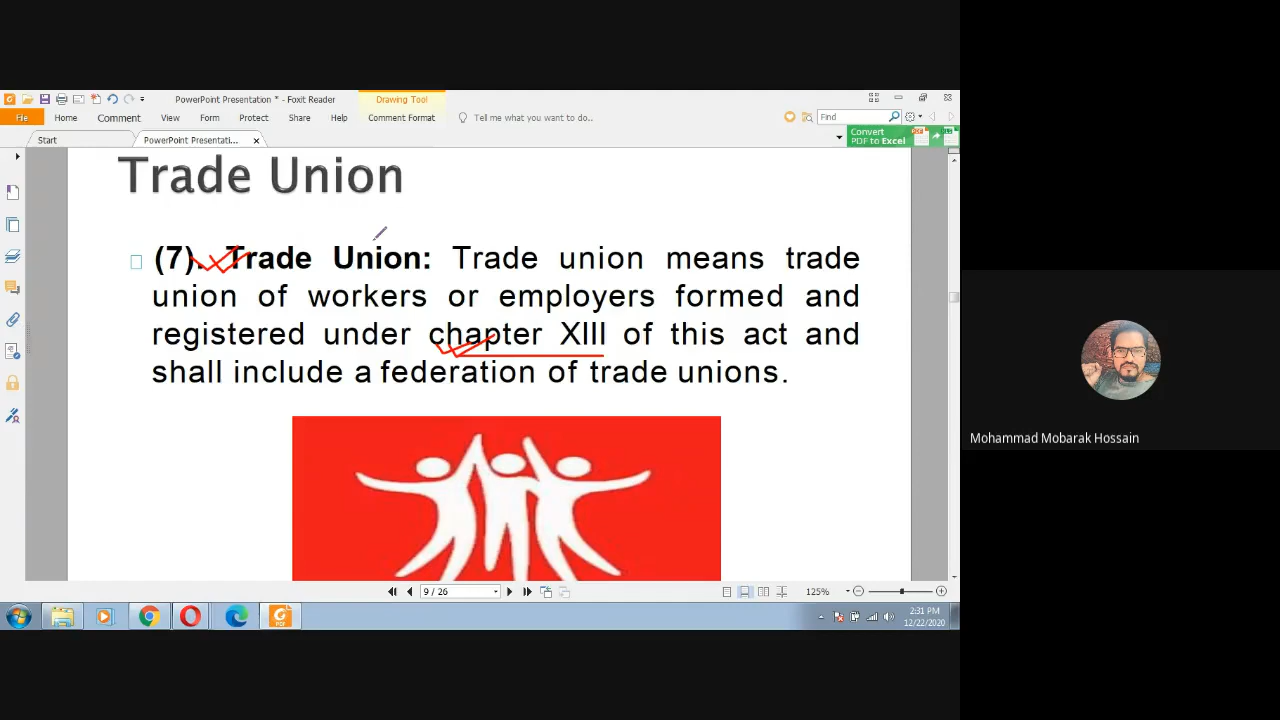 PowerPoint Presentation * - Foxit Reader
Drawing Tool
File
Home
Comment
View
Form
Protect
Share
Help
Comment Format
Tell me what you want to do..
Find
Start
PowerPoint Presentati...
Convert
PDF to Excel
Trade Union
(7). Trade Union: Trade union means trade
union of workers or employers formed and
registered under chapter XIII of this act and
shall include a federation of trade unions.
9 / 26
125%
2:31 PM
12/22/2020
Mohammad Mobarak Hossain